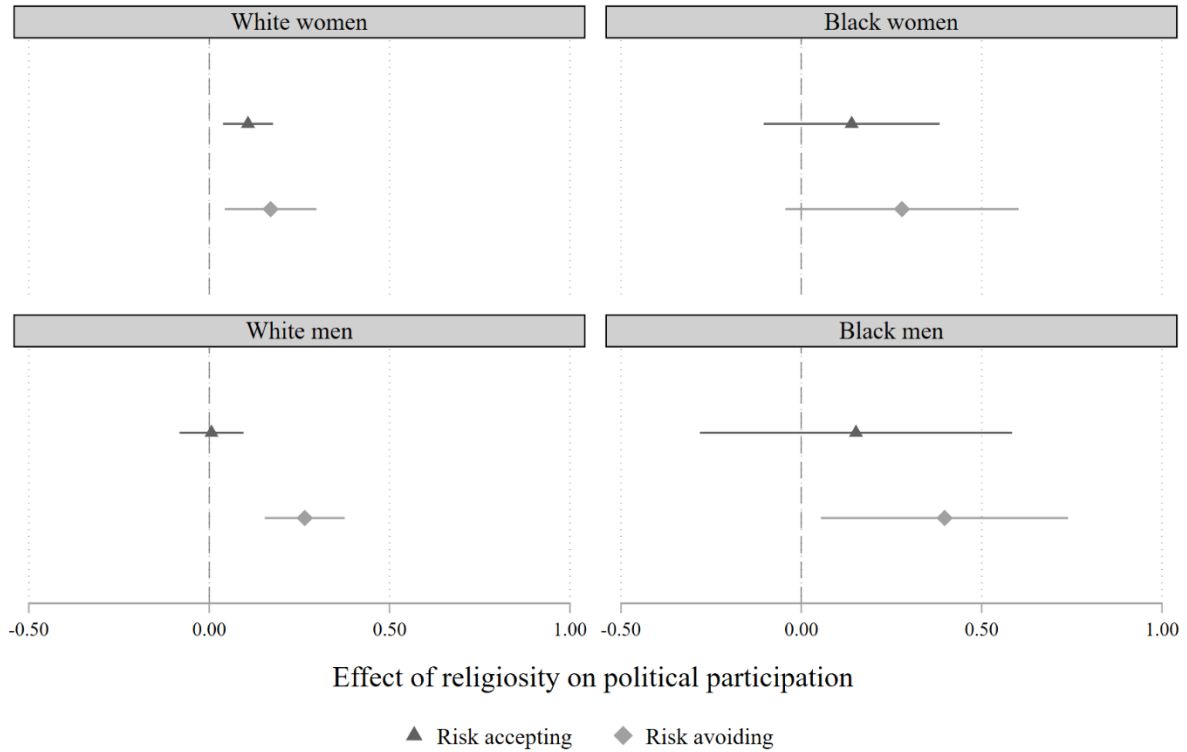 White women
Black women
White men
Black men
-0.50 0.00 0.50 1.00
-0.50 0.00 0.50 1.00
Effect of religiosity on political participation
Risk accepting Risk avoiding